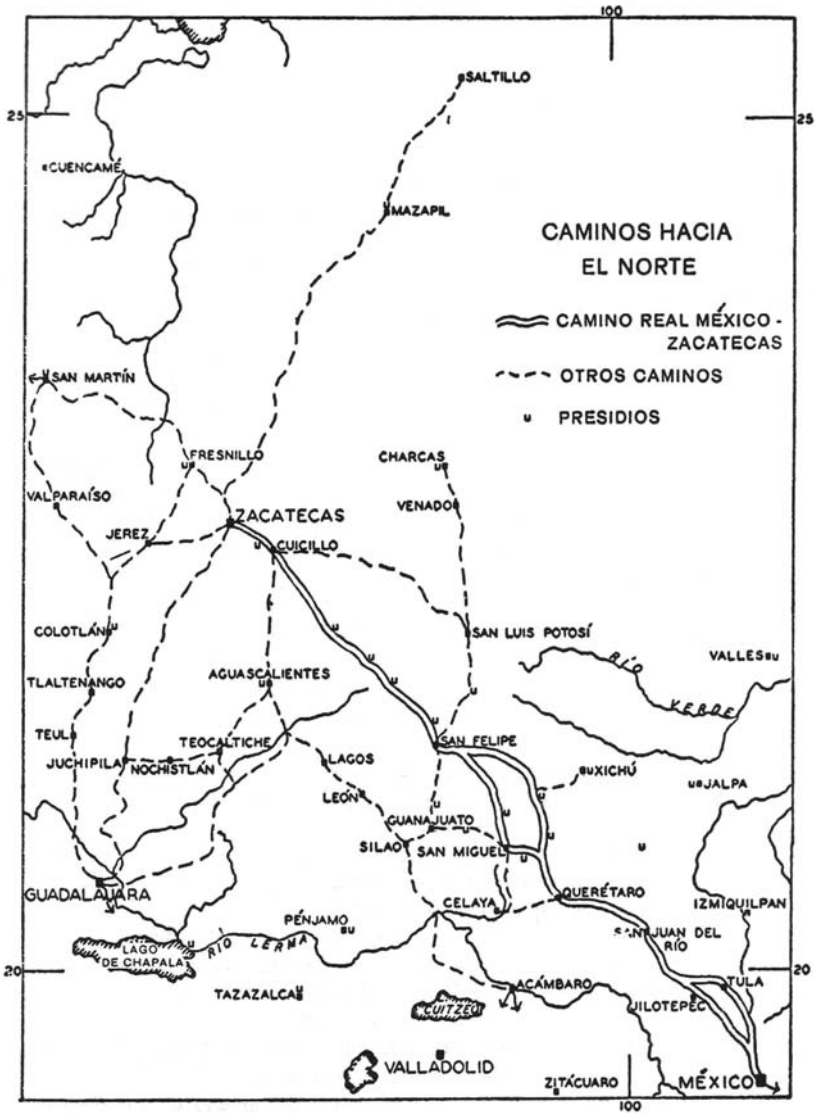 100
SALTILLO
25
25
CUENCAMÉ
MAZAPIL
CAMINOS HACIA
EL NORTE
CAMINO REAL MÉXICO -
ZACATECAS
OTROS CAMINOS
u PRESIDIOS
SAN MARTÍN
FRESNILLO
CHARCAS
VALPARAÍSO
VENADO
ZACATECAS
JEREZ
CUICILLO
COLOTLÁN
SAN LUIS POTOSÍ
VALLES
RÍO
VERDE
TLALTENANGO
AGUASCALIENTES
TEUL
TEOCALTICHE
SAN FELIPE
JUCHIPILA
NOCHISTLÁN
LAGOS
XICHÚ
JALPA
LEÓN
GUANAJUATO
SILAO
SAN MIGUEL
GUADALAJARA
CELAYA
QUERÉTARO
IZMIQUILPAN
PÉNJAMO
SAN JUAN DEL
RÍO
LAGO
DE CHAPALA
RÍO LERMA
20
20
TAZAZALCA
ACÁMBARO
TULA
JILOTEPEC
CUITZEO
VALLADOLID
ZITÁCUARO
MÉXICO
100